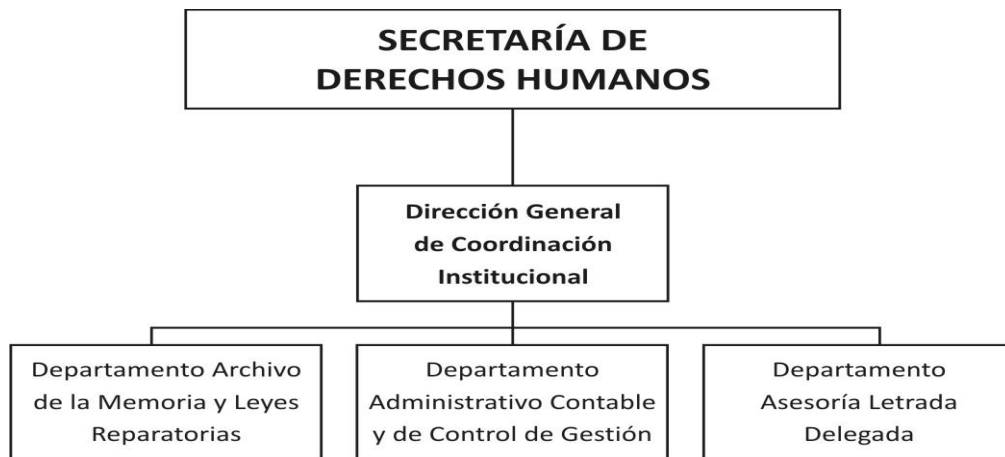 SECRETARÍA DE
DERECHOS HUMANOS
Dirección General
de Coordinación
Institucional
Departamento Archivo
de la Memoria y Leyes
Reparatorias
Departamento
Administrativo Contable
y de Control de Gestión
Departamento
Asesoría Letrada
Delegada